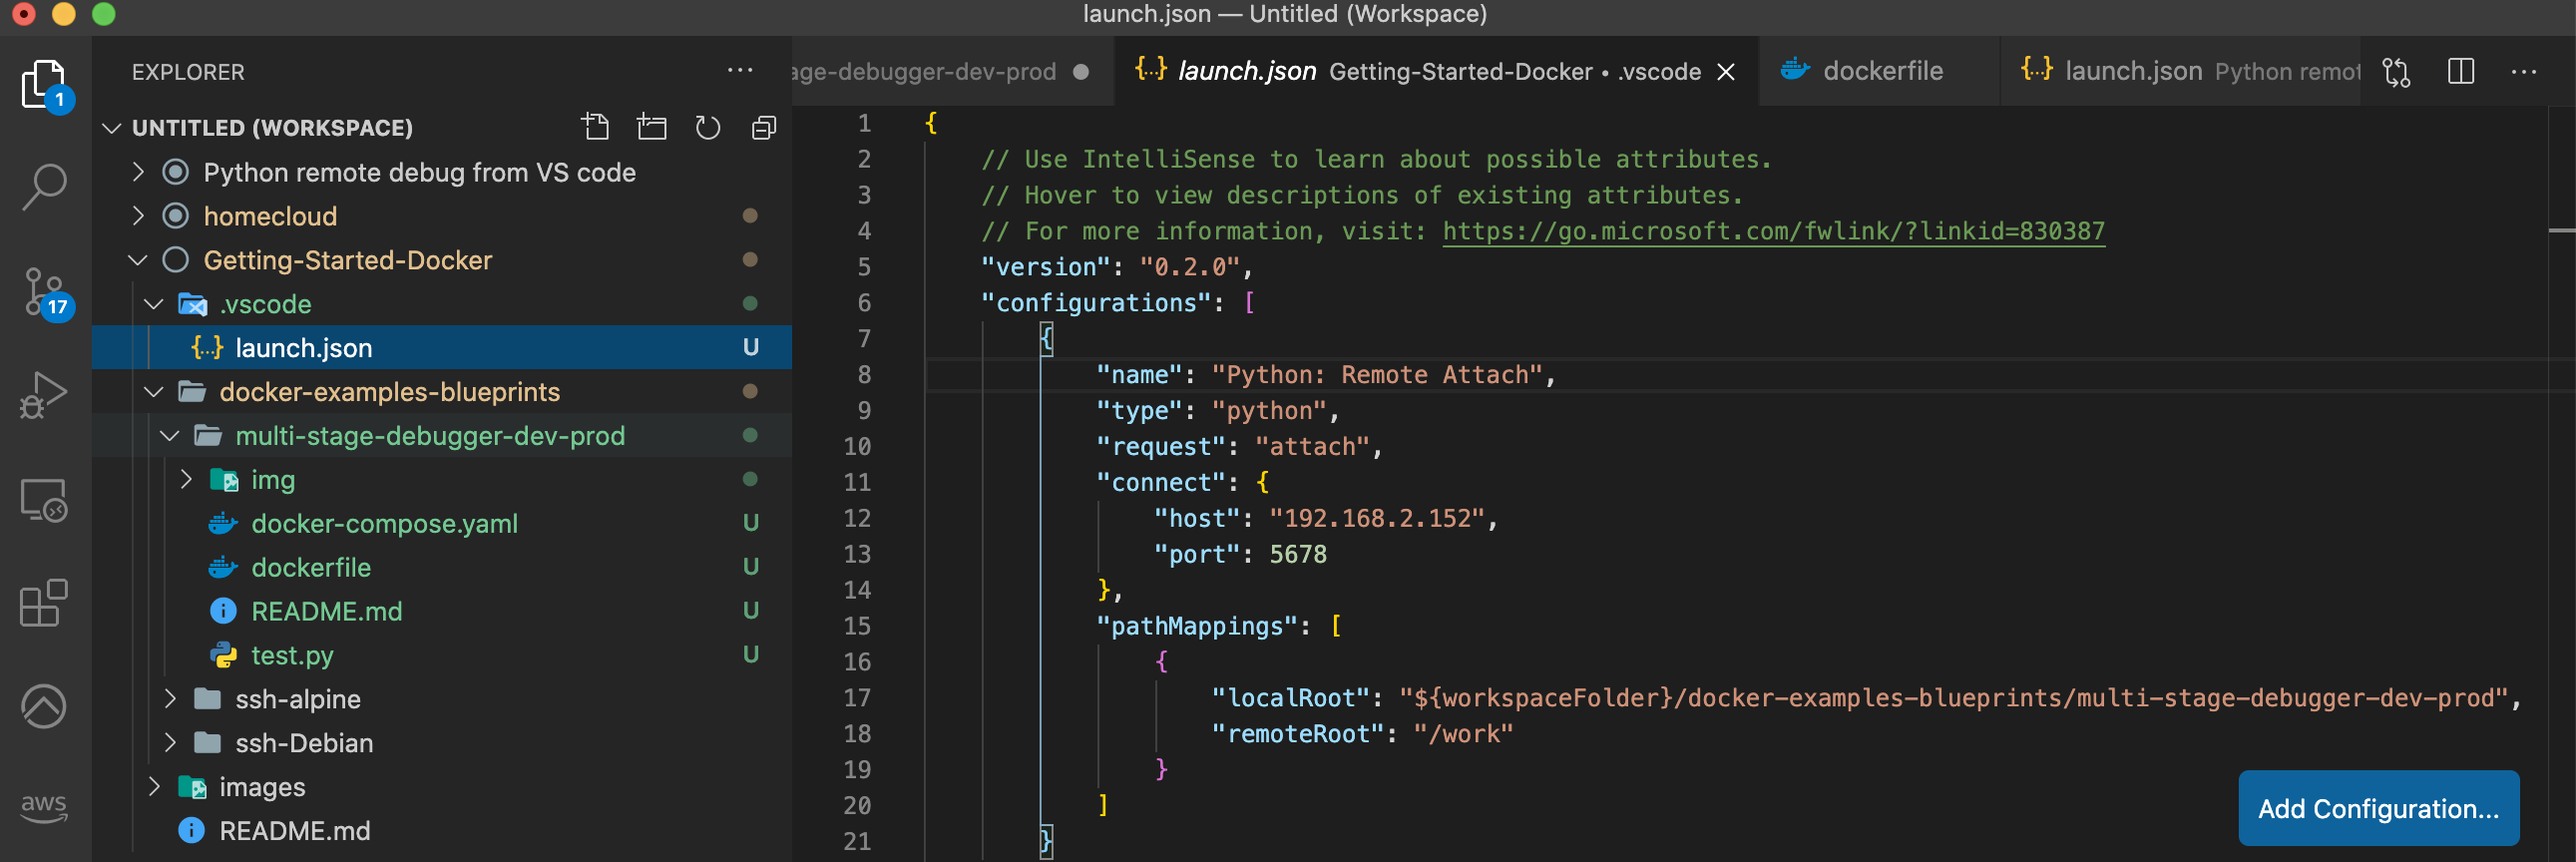 launch.json — Untitled (Workspace)
EXPLORER
age-debugger-dev-prod
launch.json Getting-Started-Docker • .vscode
dockerfile
launch.json Python remot
1
17
aws
UNTITLED (WORKSPACE)
Python remote debug from VS code
homecloud
Getting-Started-Docker
.vscode
launch.json U
docker-examples-blueprints
multi-stage-debugger-dev-prod
img
docker-compose.yaml U
dockerfile U
README.md U
test.py U
ssh-alpine
ssh-Debian
images
README.md
1 {
2 // Use IntelliSense to learn about possible attributes.
3 // Hover to view descriptions of existing attributes.
4 // For more information, visit: https://go.microsoft.com/fwlink/?linkid=830387
5 "version": "0.2.0",
6 "configurations": [
7 {
8 "name": "Python: Remote Attach",
9 "type": "python",
10 "request": "attach",
11 "connect": {
12 "host": "192.168.2.152",
13 "port": 5678
14 },
15 "pathMappings": [
16 {
17 "localRoot": "${workspaceFolder}/docker-examples-blueprints/multi-stage-debugger-dev-prod",
18 "remoteRoot": "/work"
19 }
20 ]
21 }
Add Configuration...